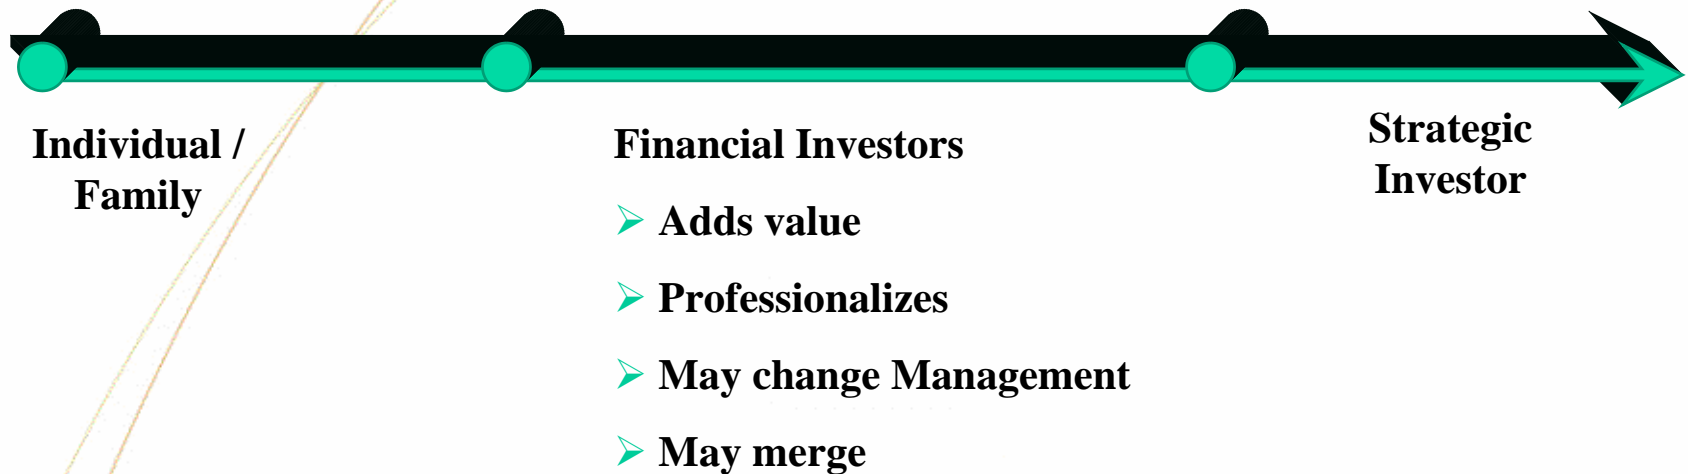 Individual /
Family
Financial Investors
➢ Adds value
➢ Professionalizes
➢ May change Management
➢ May merge
Strategic
Investor